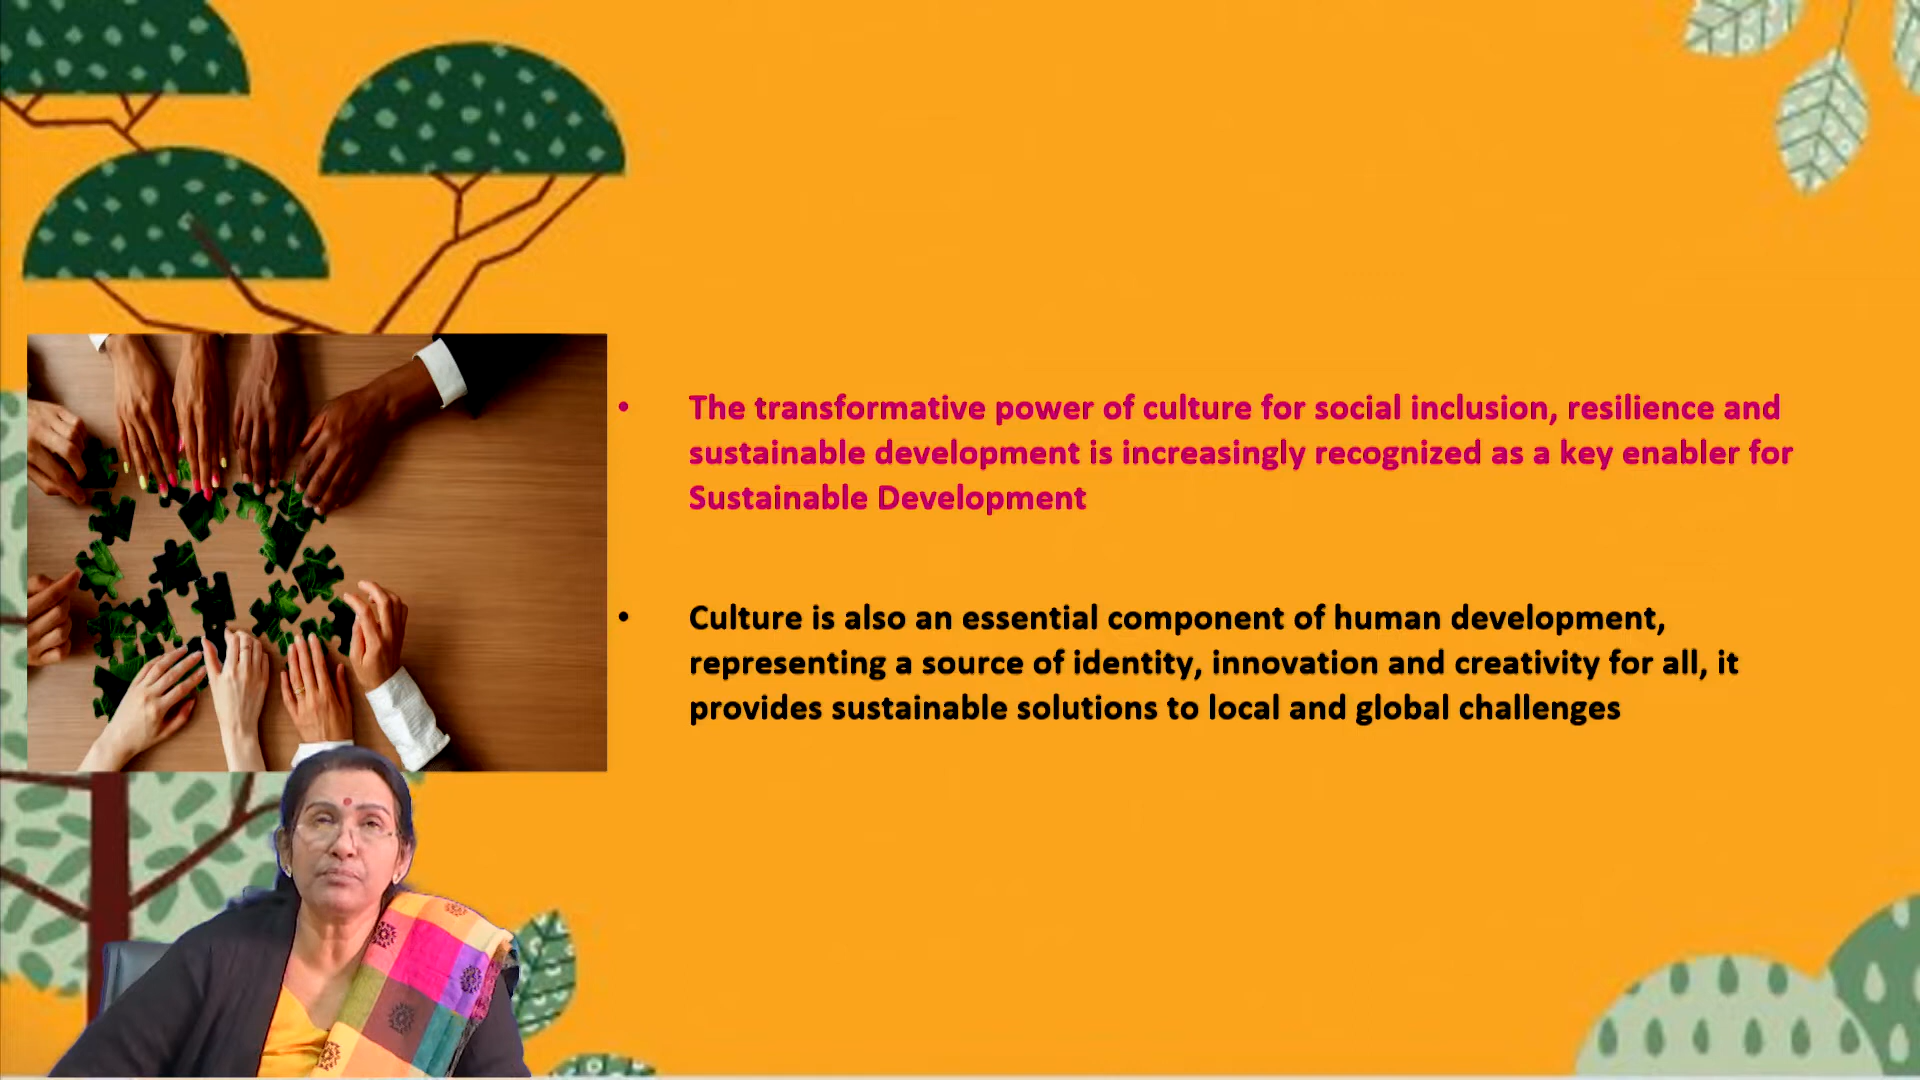 • The transformative power of culture for social inclusion, resilience and
sustainable development is increasingly recognized as a key enabler for
Sustainable Development
• Culture is also an essential component of human development,
representing a source of identity, innovation and creativity for all, it
provides sustainable solutions to local and global challenges